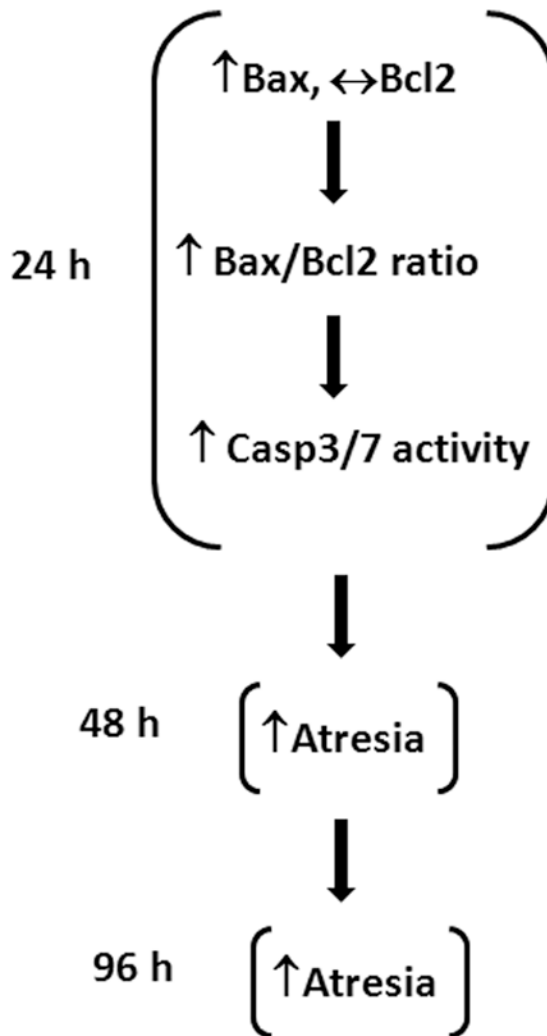 ↑Bax, ↔Bcl2
24 h
↑ Bax/Bcl2 ratio
↑ Casp3/7 activity
48 h
↑Atresia
96 h
↑Atresia